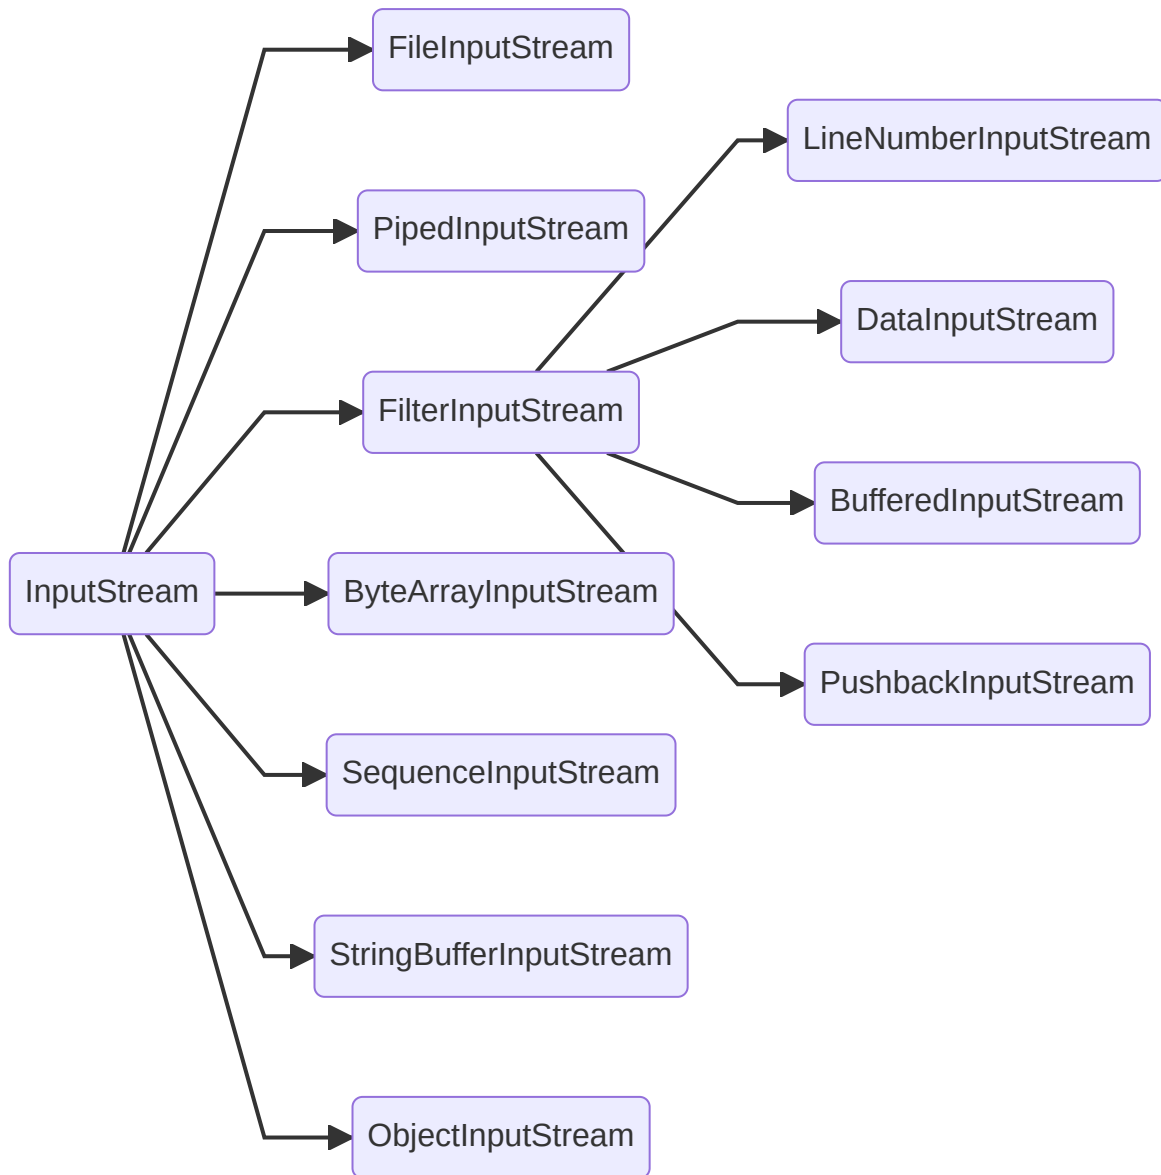 FileInputStream
LineNumberInputStream
PipedInputStream
DataInputStream
FilterInputStream
BufferedInputStream
InputStream
ByteArrayInputStream
PushbackInputStream
SequenceInputStream
StringBufferInputStream
ObjectInputStream